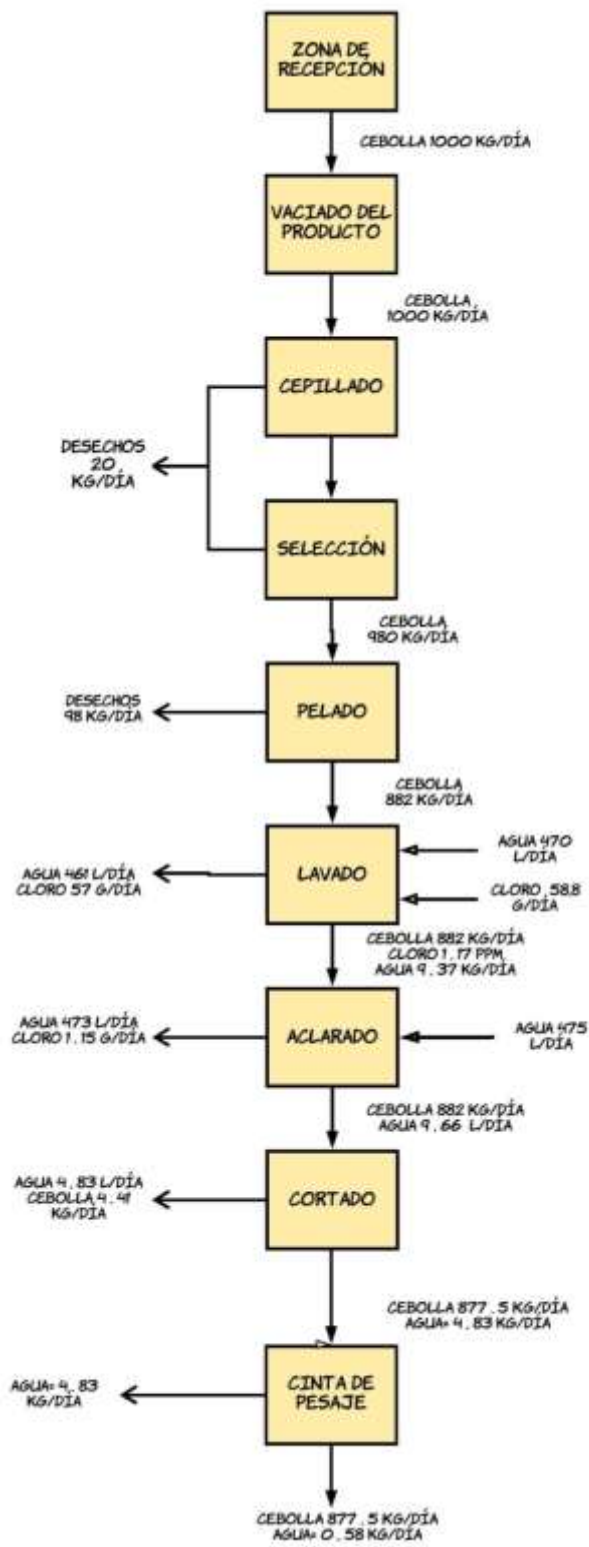 ZONA DE
RECEPCIÓN
CEBOLLA 1000 KG/DÍA
VACIADO DEL
PRODUCTO
CEBOLLA
1000 KG/DÍA
CEPILLADO
DESECHOS
20
KG/DÍA
SELECCIÓN
CEBOLLA
980 KG/DÍA
DESECHOS
98 KG/DÍA
PELADO
CEBOLLA
882 KG/DÍA
AGUA 470
L/DÍA
AGUA 461 L/DÍA
CLORO 57 G/DÍA
LAVADO
CLORO 58.8
G/DÍA
CEBOLLA 882 KG/DÍA
CLORO 1.17 PPM
AGUA 9.37 KG/DÍA
AGUA 473 L/DÍA
CLORO 1.15 G/DÍA
ACLARADO
AGUA 475
L/DÍA
CEBOLLA 882 KG/DÍA
AGUA 9.66 L/DÍA
AGUA 4.83 L/DÍA
CEBOLLA 4.41
KG/DÍA
CORTADO
CEBOLLA 877.5 KG/DÍA
AGUA= 4.83 KG/DÍA
AGUA= 4.83
KG/DÍA
CINTA DE
PESAJE
CEBOLLA 877.5 KG/DÍA
AGUA= 0.58 KG/DÍA